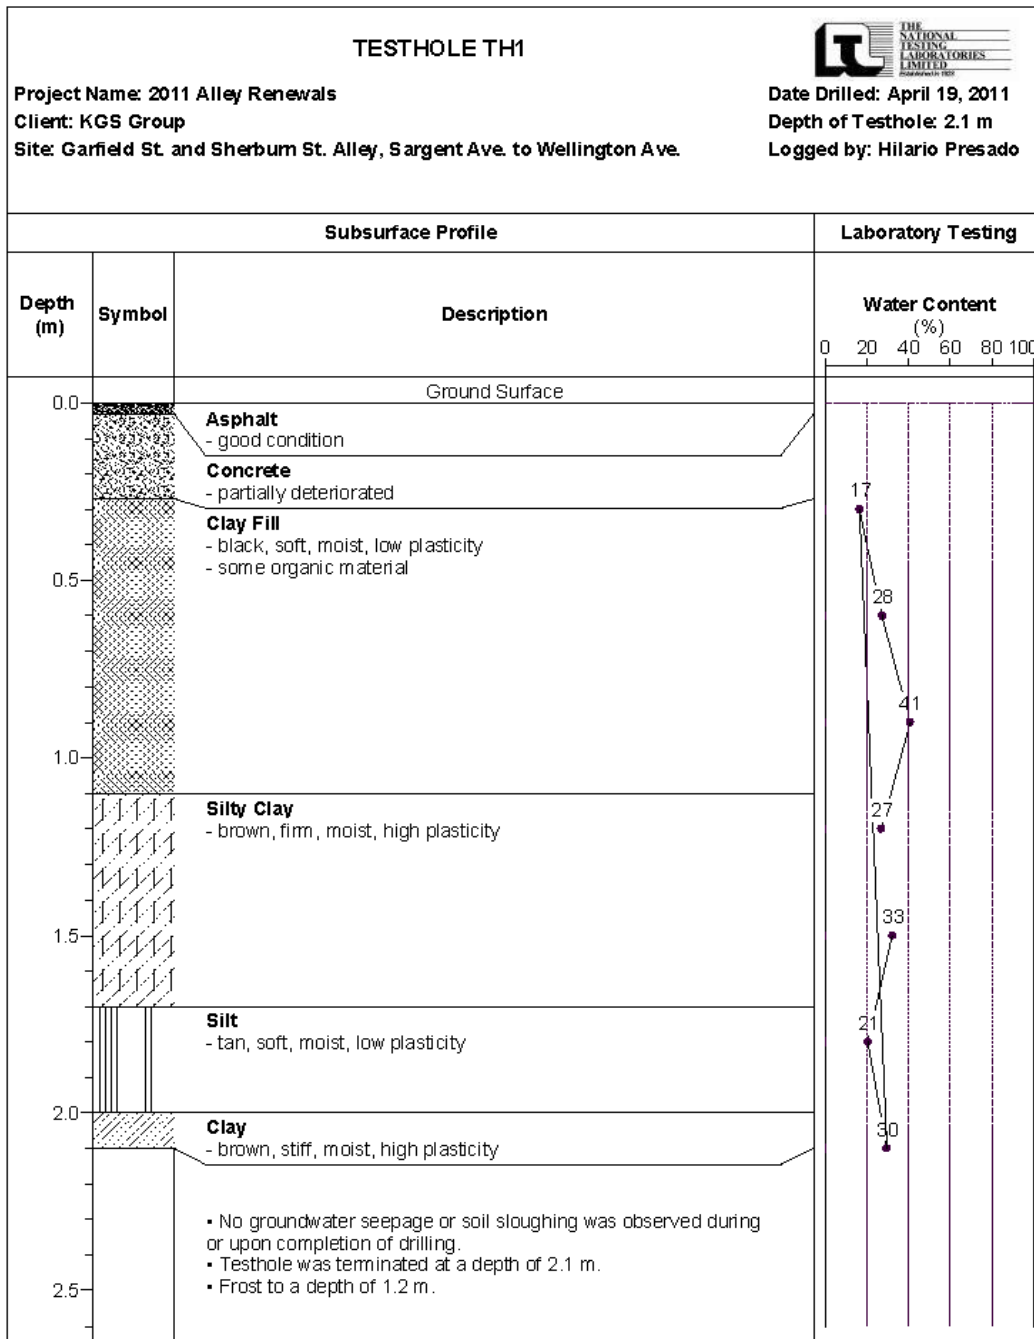 TESTHOLE TH1
THE
NATIONAL
TESTING
LABORATORIES
LIMITED
Established in 1923
Project Name: 2011 Alley Renewals
Date Drilled: April 19, 2011
Client: KGS Group
Depth of Testhole: 2.1 m
Site: Garfield St. and Sherburn St. Alley, Sargent Ave. to Wellington Ave.
Logged by: Hilario Presado
Subsurface Profile
Laboratory Testing
Depth
(m)
Symbol
Description
Water Content
(%)
0 20 40 60 80 100
Ground Surface
0.0
Asphalt
- good condition
Concrete
- partially deteriorated
17
Clay Fill
- black, soft, moist, low plasticity
- some organic material
0.5
28
41
1.0
Silty Clay
- brown, firm, moist, high plasticity
27
33
1.5
Silt
- tan, soft, moist, low plasticity
21
2.0
Clay
- brown, stiff, moist, high plasticity
30
▪ No groundwater seepage or soil sloughing was observed during
or upon completion of drilling.
▪ Testhole was terminated at a depth of 2.1 m.
▪ Frost to a depth of 1.2 m.
2.5